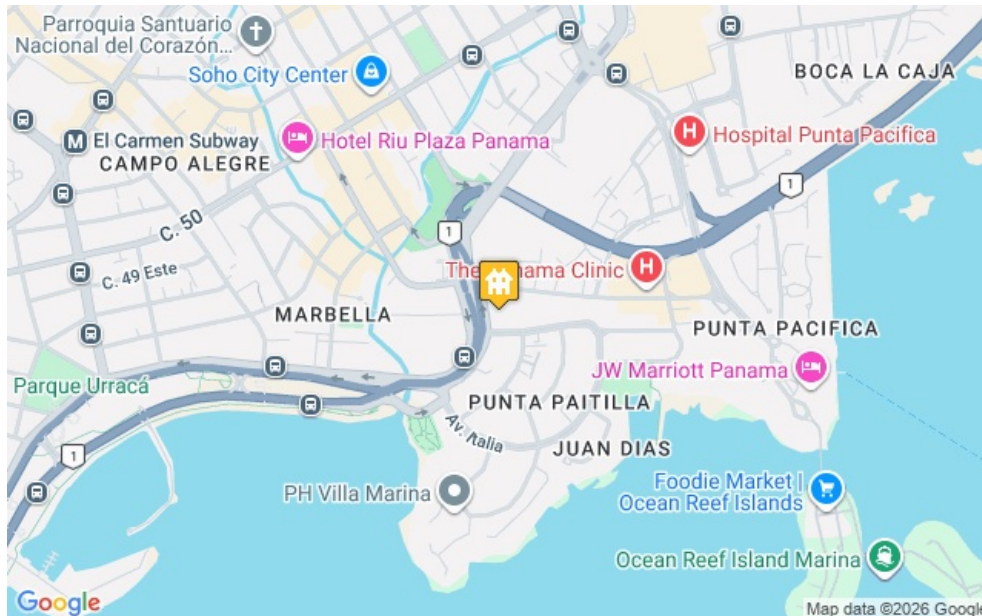 Parroquia Santuario
Nacional del Corazón...
Soho City Center
BOCA LA CAJA
El Carmen Subway
M
Hotel Riu Plaza Panama
H
Hospital Punta Pacifica
CAMPO ALEGRE
1
C. 50
1
C. 49 Este
The Panama Clinic
H
MARBELLA
PUNTA PACIFICA
JW Marriott Panama
Parque Urracá
PUNTA PAITILLA
Av. Italia
JUAN DIAS
1
PH Villa Marina
Foodie Market |
Ocean Reef Islands
Ocean Reef Island Marina
Google
Map data ©2026 Google